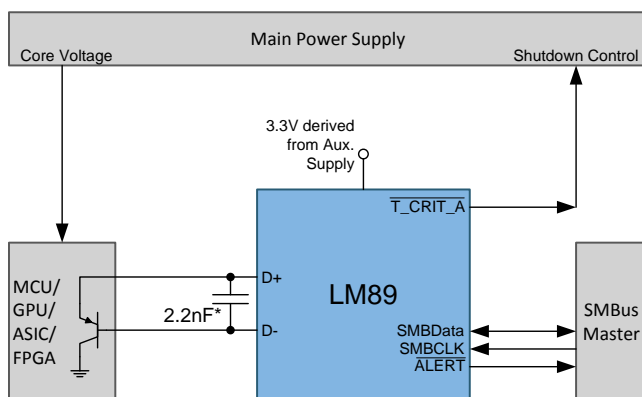 Main Power Supply
Core Voltage
Shutdown Control
3.3V derived
from Aux.
Supply
T_CRIT_A
MCU/
GPU/
ASIC/
FPGA
D+
2.2nF*
D-
LM89
SMBData
SMBCLK
ALERT
SMBus
Master